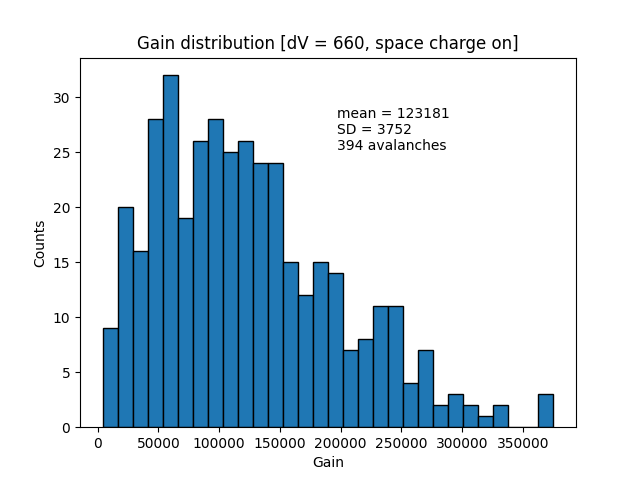 Gain distribution [dV = 660, space charge on]
mean = 123181
SD = 3752
394 avalanches
Counts
30
25
20
15
10
5
0
0 50000 100000 150000 200000 250000 300000 350000
Gain